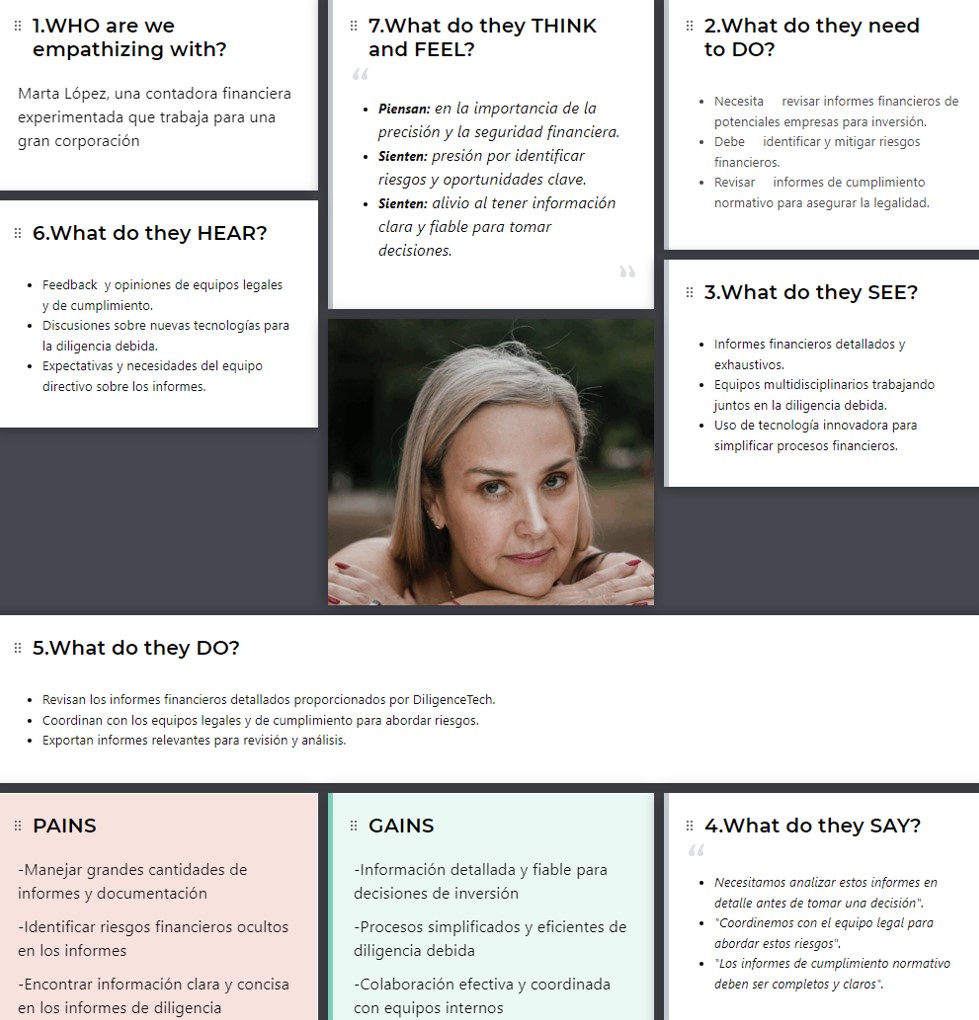 1.WHO are we
empathizing with?
Marta López, una contadora financiera
experimentada que trabaja para una
gran corporación
7.What do they THINK
and FEEL?
“
• Piensan: en la importancia de la
precisión y la seguridad financiera.
• Sienten: presión por identificar
riesgos y oportunidades clave.
• Sienten: alivio al tener información
clara y fiable para tomar
decisiones.
”
2.What do they need
to DO?
• Necesita revisar informes financieros de
potenciales empresas para inversión.
• Debe identificar y mitigar riesgos
financieros.
• Revisar informes de cumplimiento
normativo para asegurar la legalidad.
6.What do they HEAR?
• Feedback y opiniones de equipos legales
y de cumplimiento.
• Discusiones sobre nuevas tecnologías para
la diligencia debida.
• Expectativas y necesidades del equipo
directivo sobre los informes.
3.What do they SEE?
• Informes financieros detallados y
exhaustivos.
• Equipos multidisciplinarios trabajando
juntos en la diligencia debida.
• Uso de tecnología innovadora para
simplificar procesos financieros.
5.What do they DO?
• Revisan los informes financieros detallados proporcionados por DiligenceTech.
• Coordinan con los equipos legales y de cumplimiento para abordar riesgos.
• Exportan informes relevantes para revisión y análisis.
PAINS
-Manejar grandes cantidades de
informes y documentación
-Identificar riesgos financieros ocultos
en los informes
-Encontrar información clara y concisa
en los informes de diligencia
GAINS
-Información detallada y fiable para
decisiones de inversión
-Procesos simplificados y eficientes de
diligencia debida
-Colaboración efectiva y coordinada
con equipos internos
4.What do they SAY?
“
• Necesitamos analizar estos informes en
detalle antes de tomar una decisión".
• "Coordinemos con el equipo legal para
abordar estos riesgos".
• "Los informes de cumplimiento normativo
deben ser completos y claros".